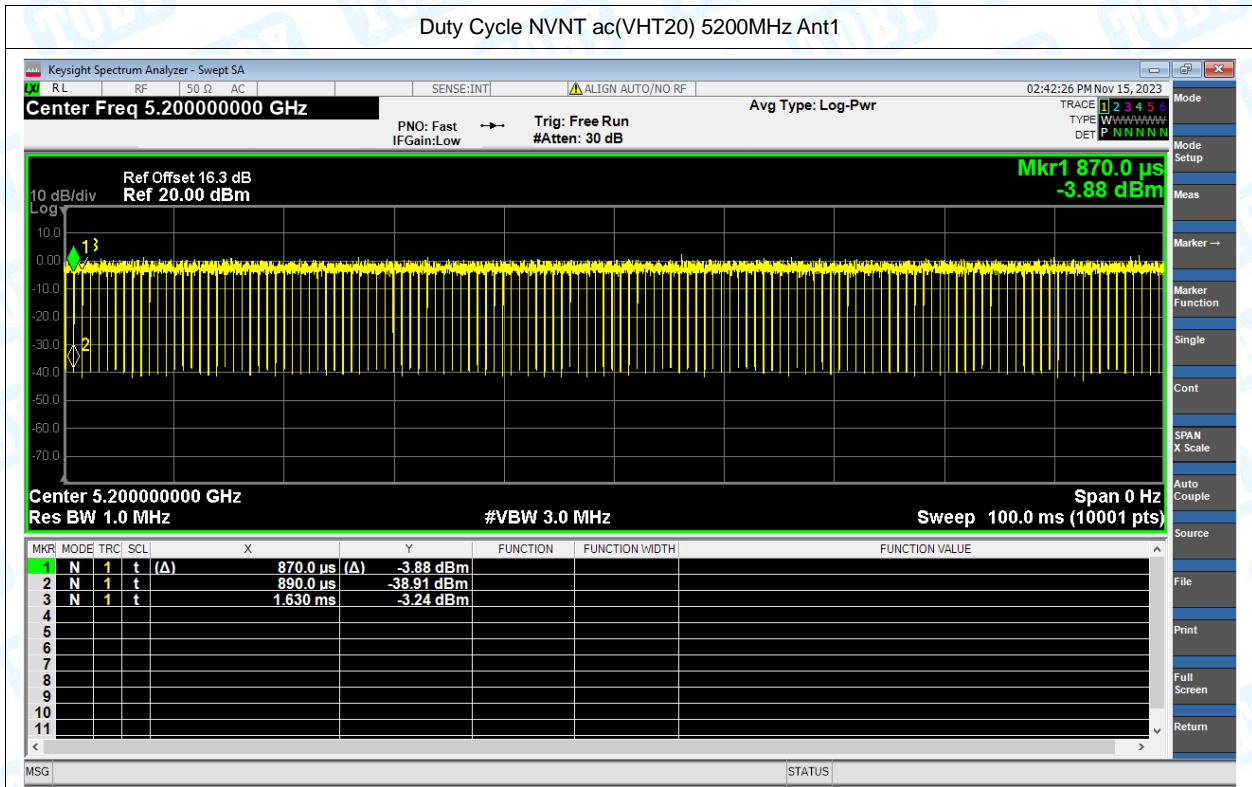 Duty Cycle NVNT ac(VHT20) 5200MHz Ant1
Keysight Spectrum Analyzer - Swept SA
LXI RL RF 50 Ω AC SENSE:INT ALIGN AUTO/NO RF 02:42:26 PM Nov 15, 2023
Center Freq 5.200000000 GHz Avg Type: Log-Pwr TRACE 1 2 3 4 5 6
PNO: Fast Trig: Free Run TYPE WWWWWWW
IFGain:Low #Atten: 30 dB DET P N N N N N
Mkr1 870.0 µs
Ref Offset 16.3 dB
10 dB/div Ref 20.00 dBm -3.88 dBm
Log
10.0
1 3
0.00
-10.0
-20.0
-30.0
2
-40.0
-50.0
-60.0
-70.0
Center 5.200000000 GHz Span 0 Hz
Res BW 1.0 MHz #VBW 3.0 MHz Sweep 100.0 ms (10001 pts)
MKR MODE TRC SCL X Y FUNCTION FUNCTION WIDTH FUNCTION VALUE
1 N 1 t (Δ) 870.0 µs (Δ) -3.88 dBm
2 N 1 t 890.0 µs -38.91 dBm
3 N 1 t 1.630 ms -3.24 dBm
4
5
6
7
8
9
10
11
MSG STATUS
Mode
Mode
Setup
Meas
Marker →
Marker
Function
Single
Cont
SPAN
X Scale
Auto
Couple
Source
File
Print
Full
Screen
Return
TOBY